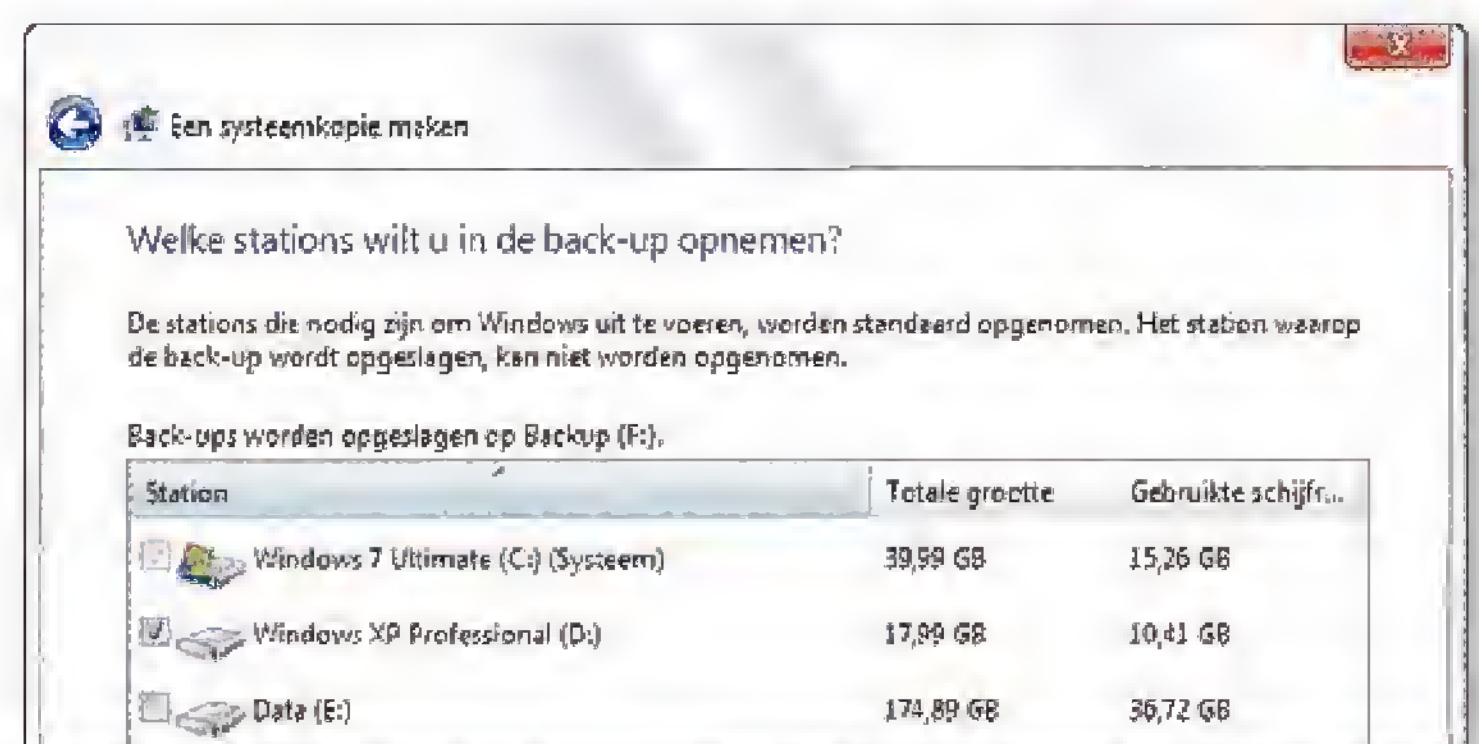 Een systeemkopie maken
Welke stations wilt u in de back-up opnemen?
De stations die nodig zijn om Windows uit te voeren, worden standaard opgenomen. Het station waarop
de back-up wordt opgeslagen, kan niet worden opgenomen.
Back-ups worden opgeslagen op Backup (F:).
Station Totale grootte Gebruikte schijfr...
Windows 7 Ultimate (C:) (Systeem) 39,99 GB 15,26 GB
Windows XP Professional (D:) 17,99 GB 10,41 GB
Data (E:) 174,89 GB 36,72 GB